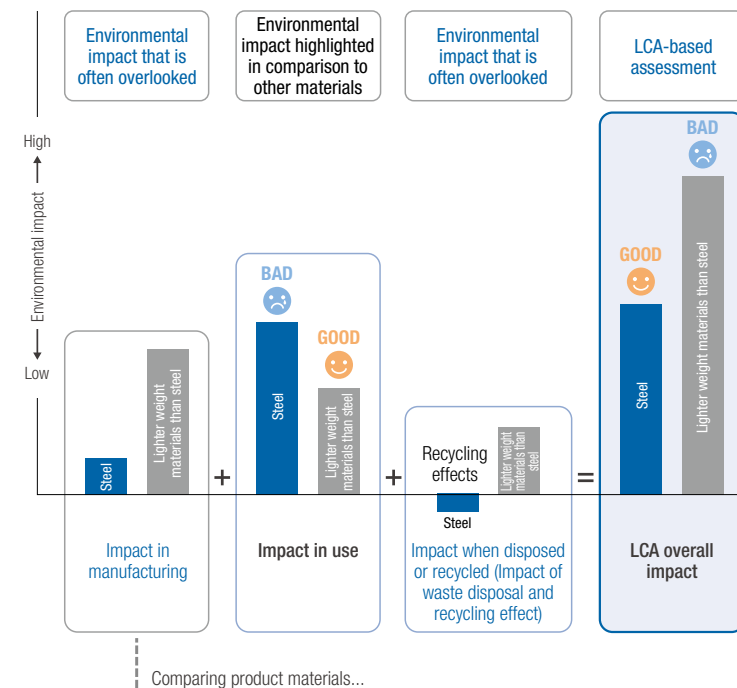 Environmental
impact that is
often overlooked
Environmental
impact highlighted
in comparison to
other materials
Environmental
impact that is
often overlooked
LCA-based
assessment
High
Environmental impact
Low
Steel
Lighter weight
materials than steel
+
BAD
Steel
GOOD
Lighter weight
materials than steel
+
Recycling
effects
Steel
Lighter weight
materials than
steel
=
GOOD
Steel
BAD
Lighter weight materials than steel
Impact in
manufacturing
Impact in use
Impact when disposed
or recycled (Impact of
waste disposal and
recycling effect)
LCA overall
impact
Comparing product materials...